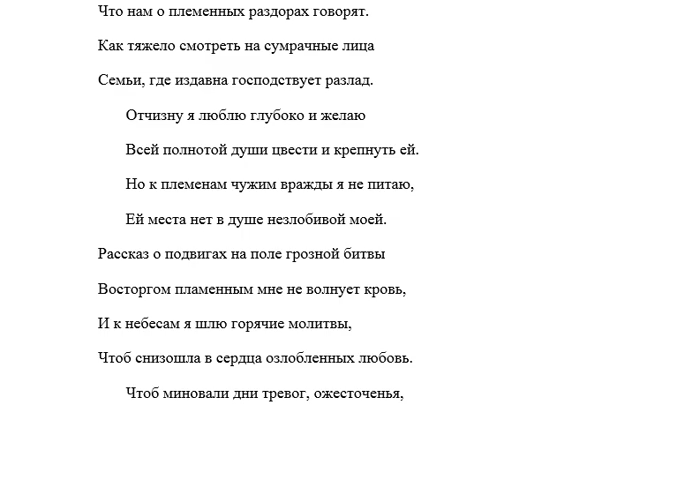 Что нам о племенных раздорах говорят.
Как тяжело смотреть на сумрачные лица
Семьи, где издавна господствует разлад.
Отчизну я люблю глубоко и желаю
Всей полнотой души цвести и крепнуть ей.
Но к племенам чужим вражды я не питаю,
Ей места нет в душе незлобивой моей.
Рассказ о подвигах на поле грозной битвы
Восторгом пламенным мне не волнует кровь,
И к небесам я шлю горячие молитвы,
Чтоб снизошла в сердца озлобленных любовь.
Чтоб миновали дни тревог, ожесточенья,